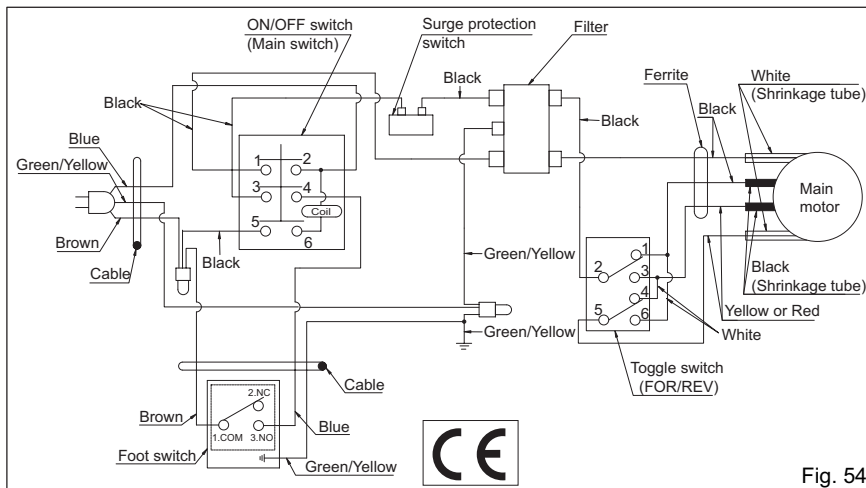 ON/OFF switch
(Main switch)
Surge protection
switch
Filter
Ferrite
White
(Shrinkage tube)
Black
Black
Black
Black
Blue
Green/Yellow
Brown
Cable
Black
1
2
3
4
Coil
5
6
Main
motor
Green/Yellow
Green/Yellow
1
2
3
4
5
6
Black
(Shrinkage tube)
Yellow or Red
White
Toggle switch
(FOR/REV)
Cable
Brown
2.NC
1.COM
3.NO
Blue
Foot switch
Green/Yellow
CE
Fig. 54